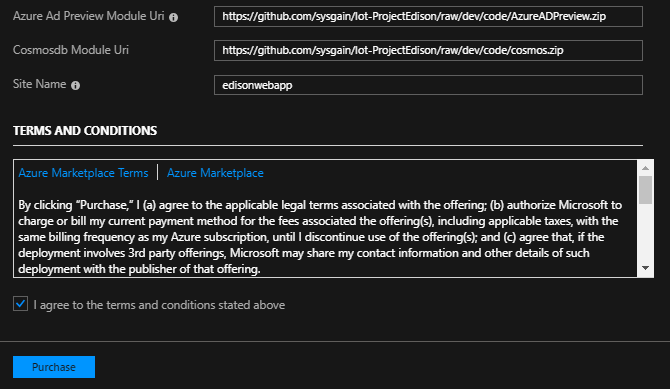 Azure Ad Preview Module Uri https://github.com/sysgain/Iot-ProjectEdison/raw/dev/code/AzureADPreview.zip
Cosmosdb Module Uri https://github.com/sysgain/Iot-ProjectEdison/raw/dev/code/cosmos.zip
Site Name edisonwebapp
TERMS AND CONDITIONS
Azure Marketplace Terms | Azure Marketplace
By clicking “Purchase,” I (a) agree to the applicable legal terms associated with the offering; (b) authorize Microsoft to
charge or bill my current payment method for the fees associated the offering(s), including applicable taxes, with the
same billing frequency as my Azure subscription, until I discontinue use of the offering(s); and (c) agree that, if the
deployment involves 3rd party offerings, Microsoft may share my contact information and other details of such
deployment with the publisher of that offering.
I agree to the terms and conditions stated above
Purchase